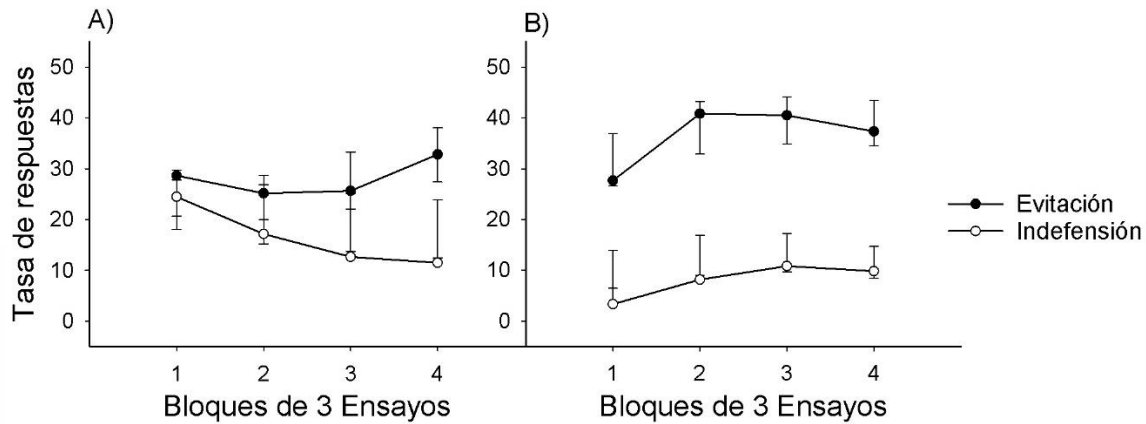 A)
B)
Tasa de respuestas
50
40
30
20
10
0
50
40
30
20
10
0
1 2 3 4
1 2 3 4
Bloques de 3 Ensayos
Bloques de 3 Ensayos
Evitación
Indefensión